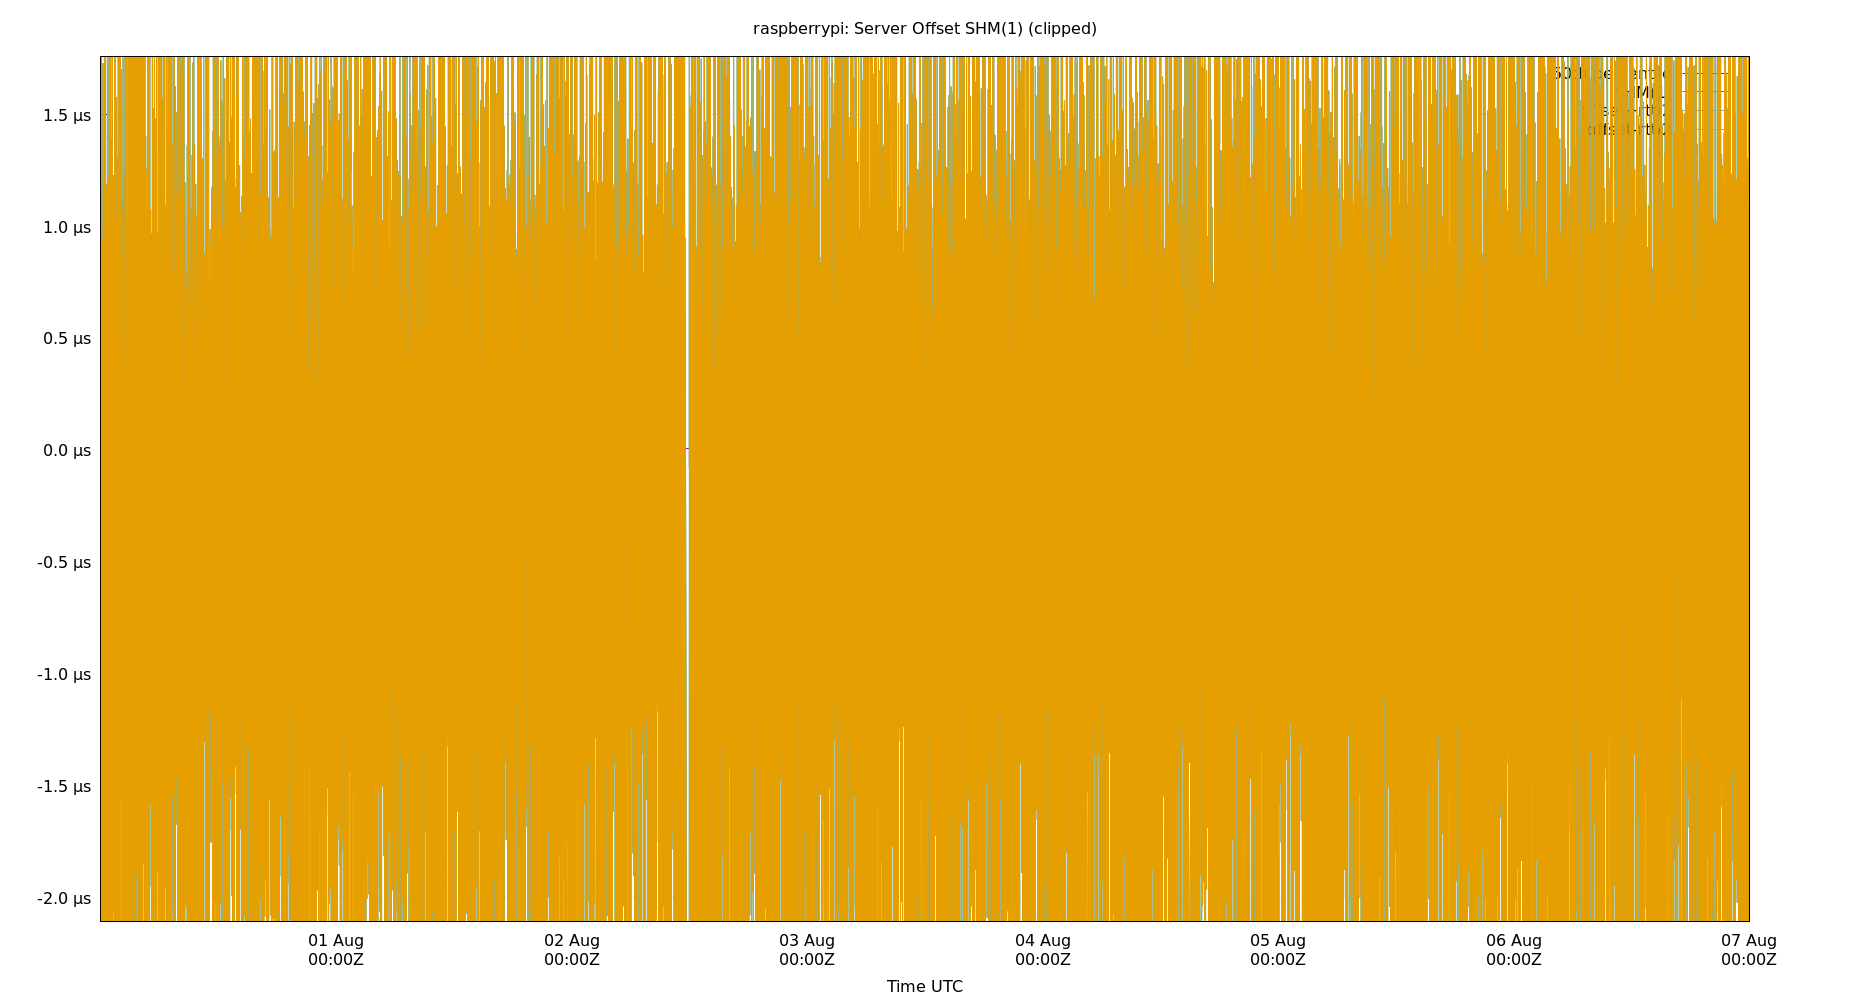 raspberrypi: Server Offset SHM(1) (clipped)
1.5 µs
1.0 µs
0.5 µs
0.0 µs
-0.5 µs
-1.0 µs
-1.5 µs
-2.0 µs
01 Aug 02 Aug 03 Aug 04 Aug 05 Aug 06 Aug 07 Aug
00:00Z 00:00Z 00:00Z 00:00Z 00:00Z 00:00Z 00:00Z
Time UTC